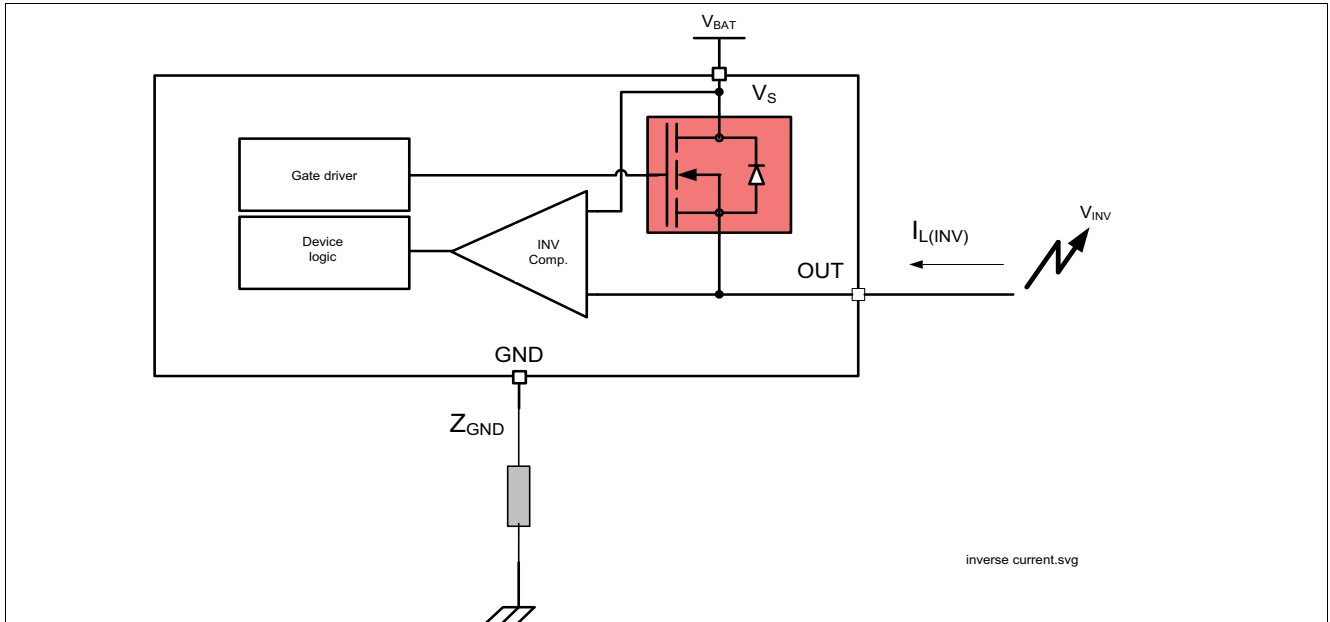 VBAT
VS
Gate driver
Device
logic
INV
Comp.
OUT
IL(INV)
VINV
GND
ZGND
inverse current.svg